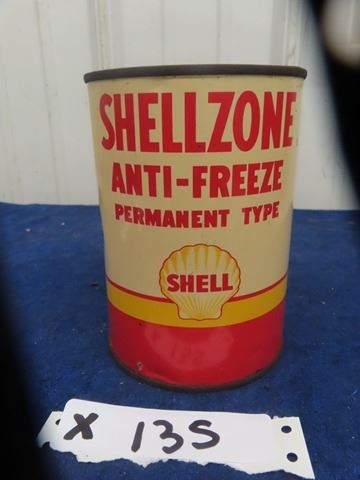 SHELLZONE
ANTI-FREEZE
PERMANENT TYPE
SHELL
X 135